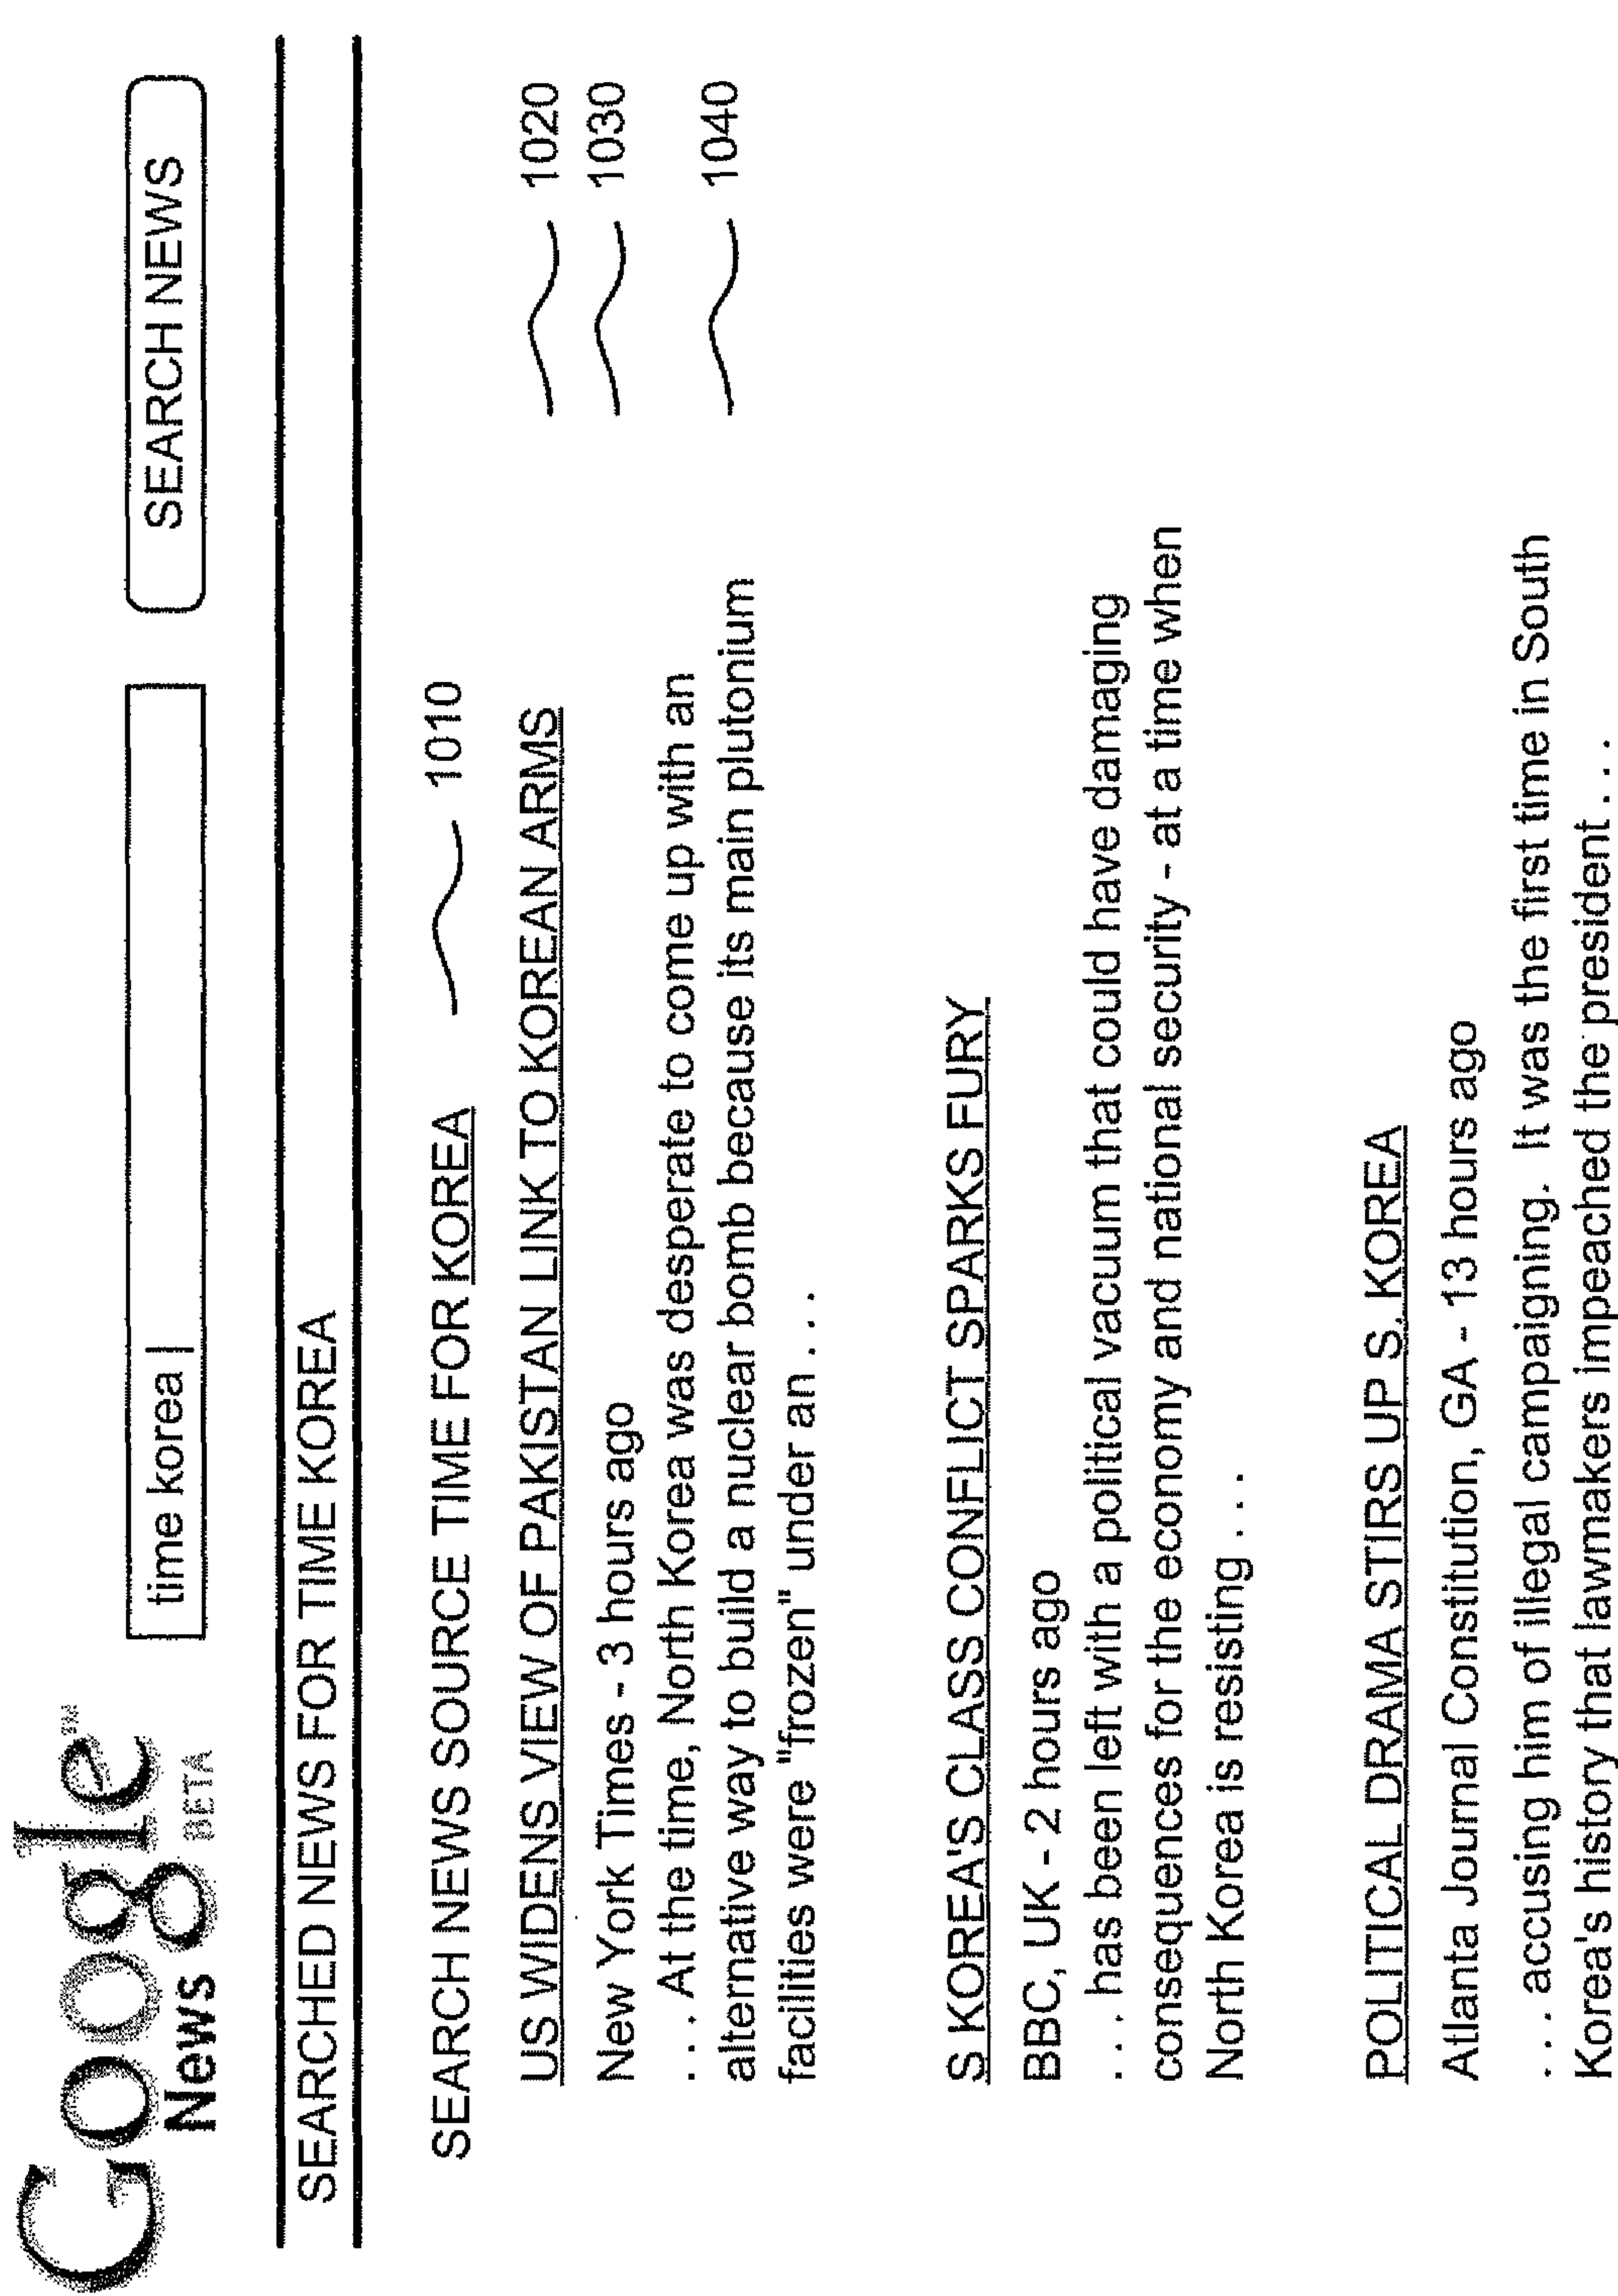 Google™
News BETA
time korea |
SEARCH NEWS
SEARCHED NEWS FOR TIME KOREA
SEARCH NEWS SOURCE TIME FOR KOREA 1010
US WIDENS VIEW OF PAKISTAN LINK TO KOREAN ARMS 1020
New York Times - 3 hours ago 1030
. . . At the time, North Korea was desperate to come up with an
alternative way to build a nuclear bomb because its main plutonium 1040
facilities were "frozen" under an . . .
S KOREA'S CLASS CONFLICT SPARKS FURY
BBC, UK - 2 hours ago
. . . has been left with a political vacuum that could have damaging
consequences for the economy and national security - at a time when
North Korea is resisting . . .
POLITICAL DRAMA STIRS UP S. KOREA
Atlanta Journal Constitution, GA - 13 hours ago
. . . accusing him of illegal campaigning. It was the first time in South
Korea's history that lawmakers impeached the president . . .